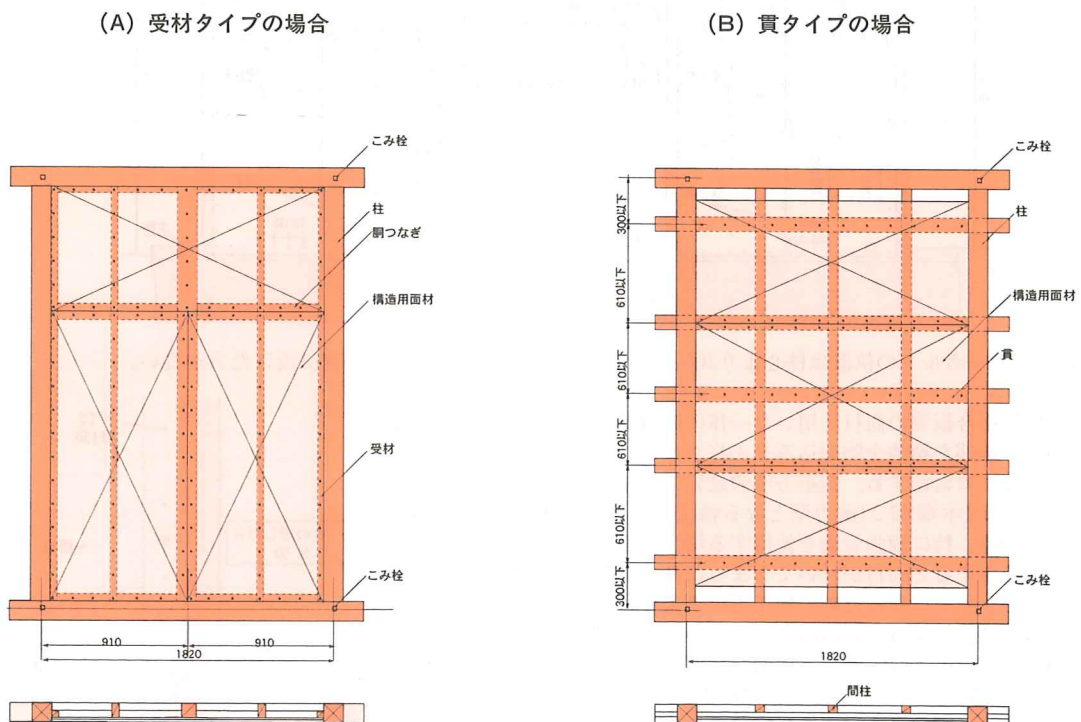 (A) 受材タイプの場合
こみ栓
柱
胴つなぎ
構造用面材
受材
こみ栓
910
910
1820
(B) 貫タイプの場合
こみ栓
柱
構造用面材
貫
こみ栓
300以下
610以下
610以下
610以下
610以下
300以下
1820
間柱